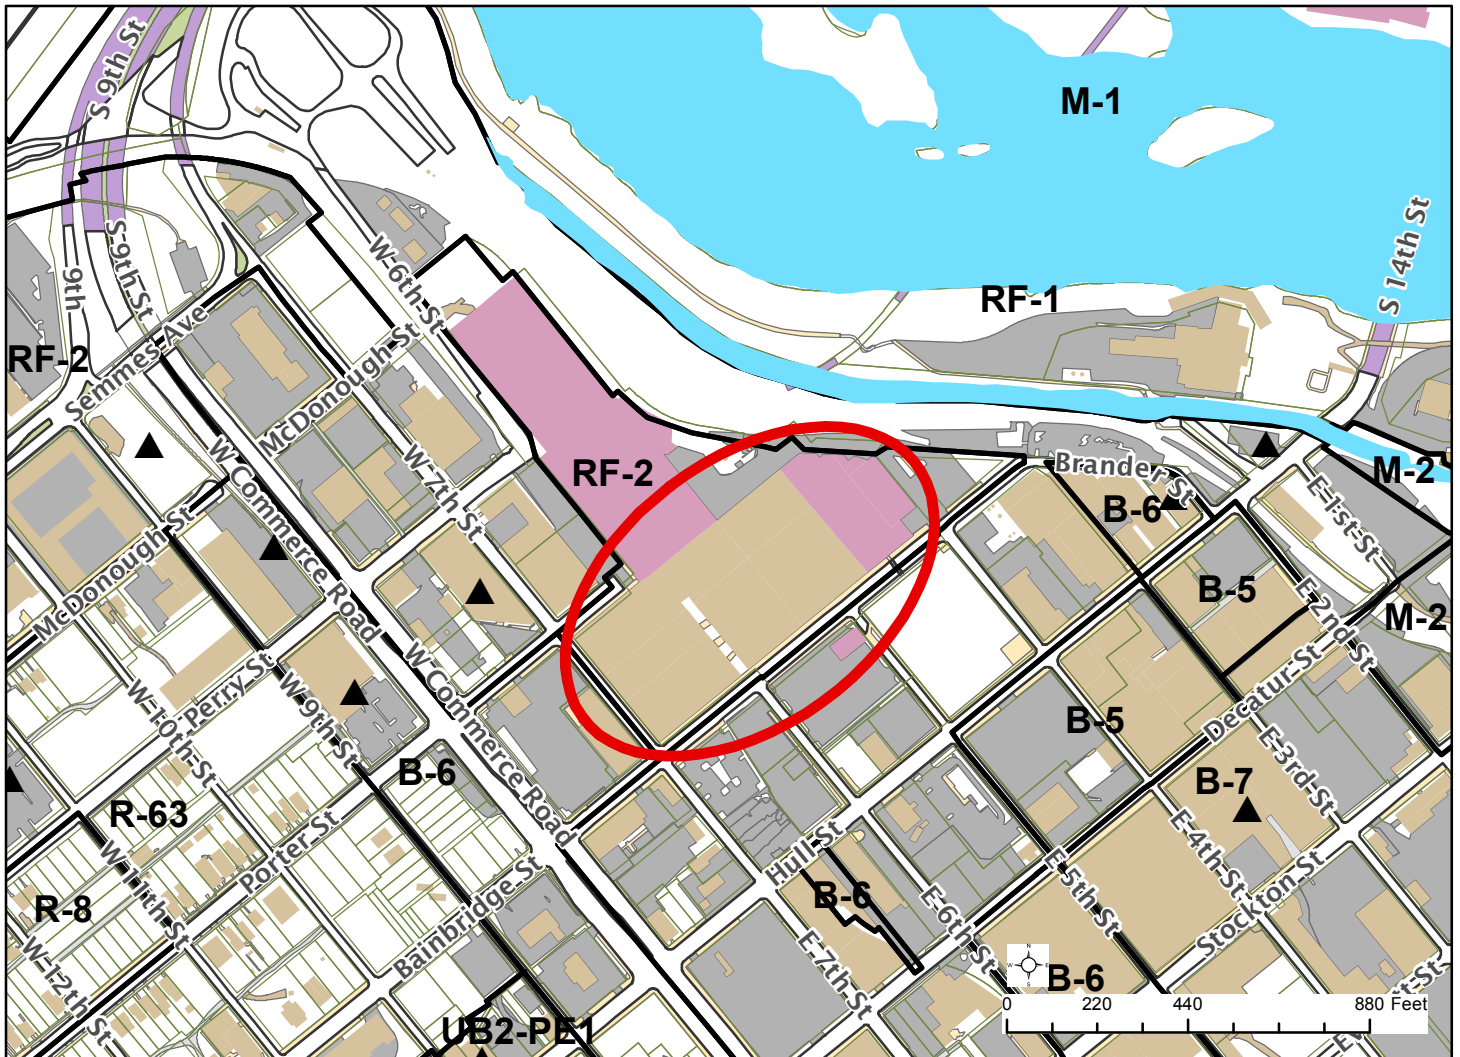 S 9th St
M-1
W 6th St
S 9th St
S 14th St
9th
RF-1
RF-2
Semmes Ave
McDonough St
W Commerce Road
W 7th St
RF-2
Brander St
M-2
B-6
E 1st St
McDonough St
B-5
E 2nd St
M-2
W Commerce Road
Perry St
W 10th St
W 9th St
B-5
Decatur St
E 3rd St
B-6
B-7
R-63
Porter St
E 4th St
Hull St
E 5th St
Stockton St
R-8
W 11th St
Bainbridge St
B-6
E 6th St
W 12th St
E 7th St
B-6
N
W E
S
0 220 440 880 Feet
UB2-PE1